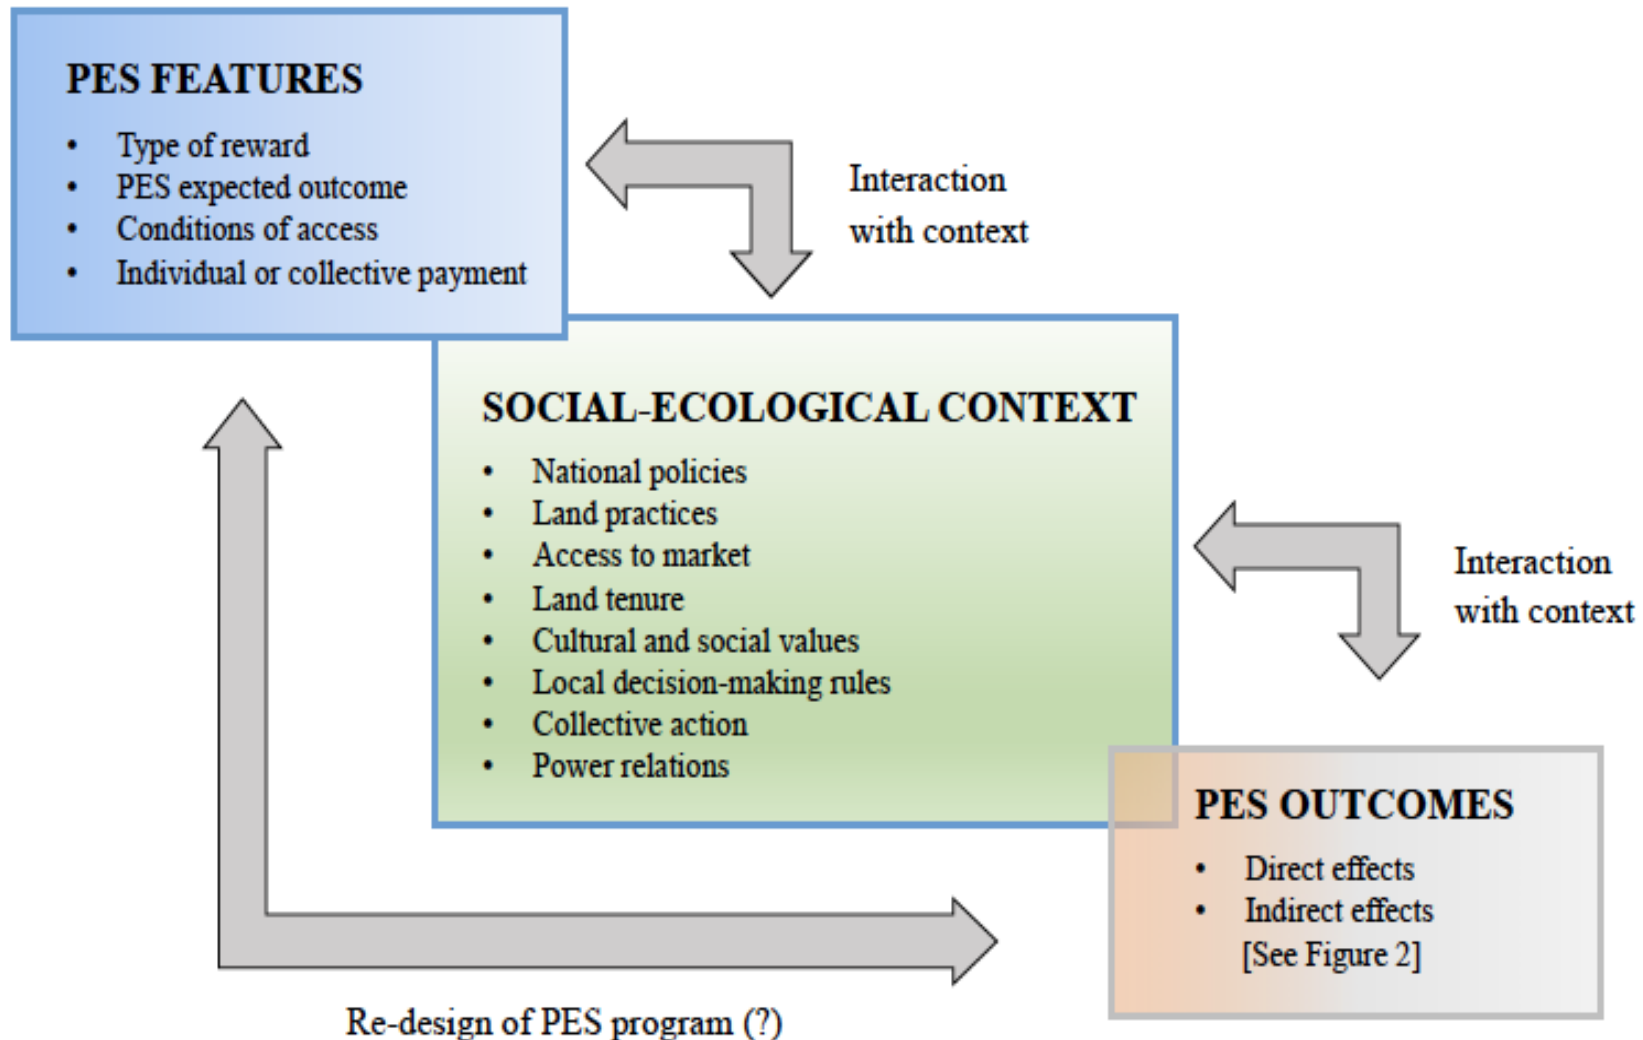 PES FEATURES
• Type of reward
• PES expected outcome
• Conditions of access
• Individual or collective payment
Interaction
with context
SOCIAL-ECOLOGICAL CONTEXT
• National policies
• Land practices
• Access to market
• Land tenure
• Cultural and social values
• Local decision-making rules
• Collective action
• Power relations
Interaction
with context
PES OUTCOMES
• Direct effects
• Indirect effects
[See Figure 2]
Re-design of PES program (?)